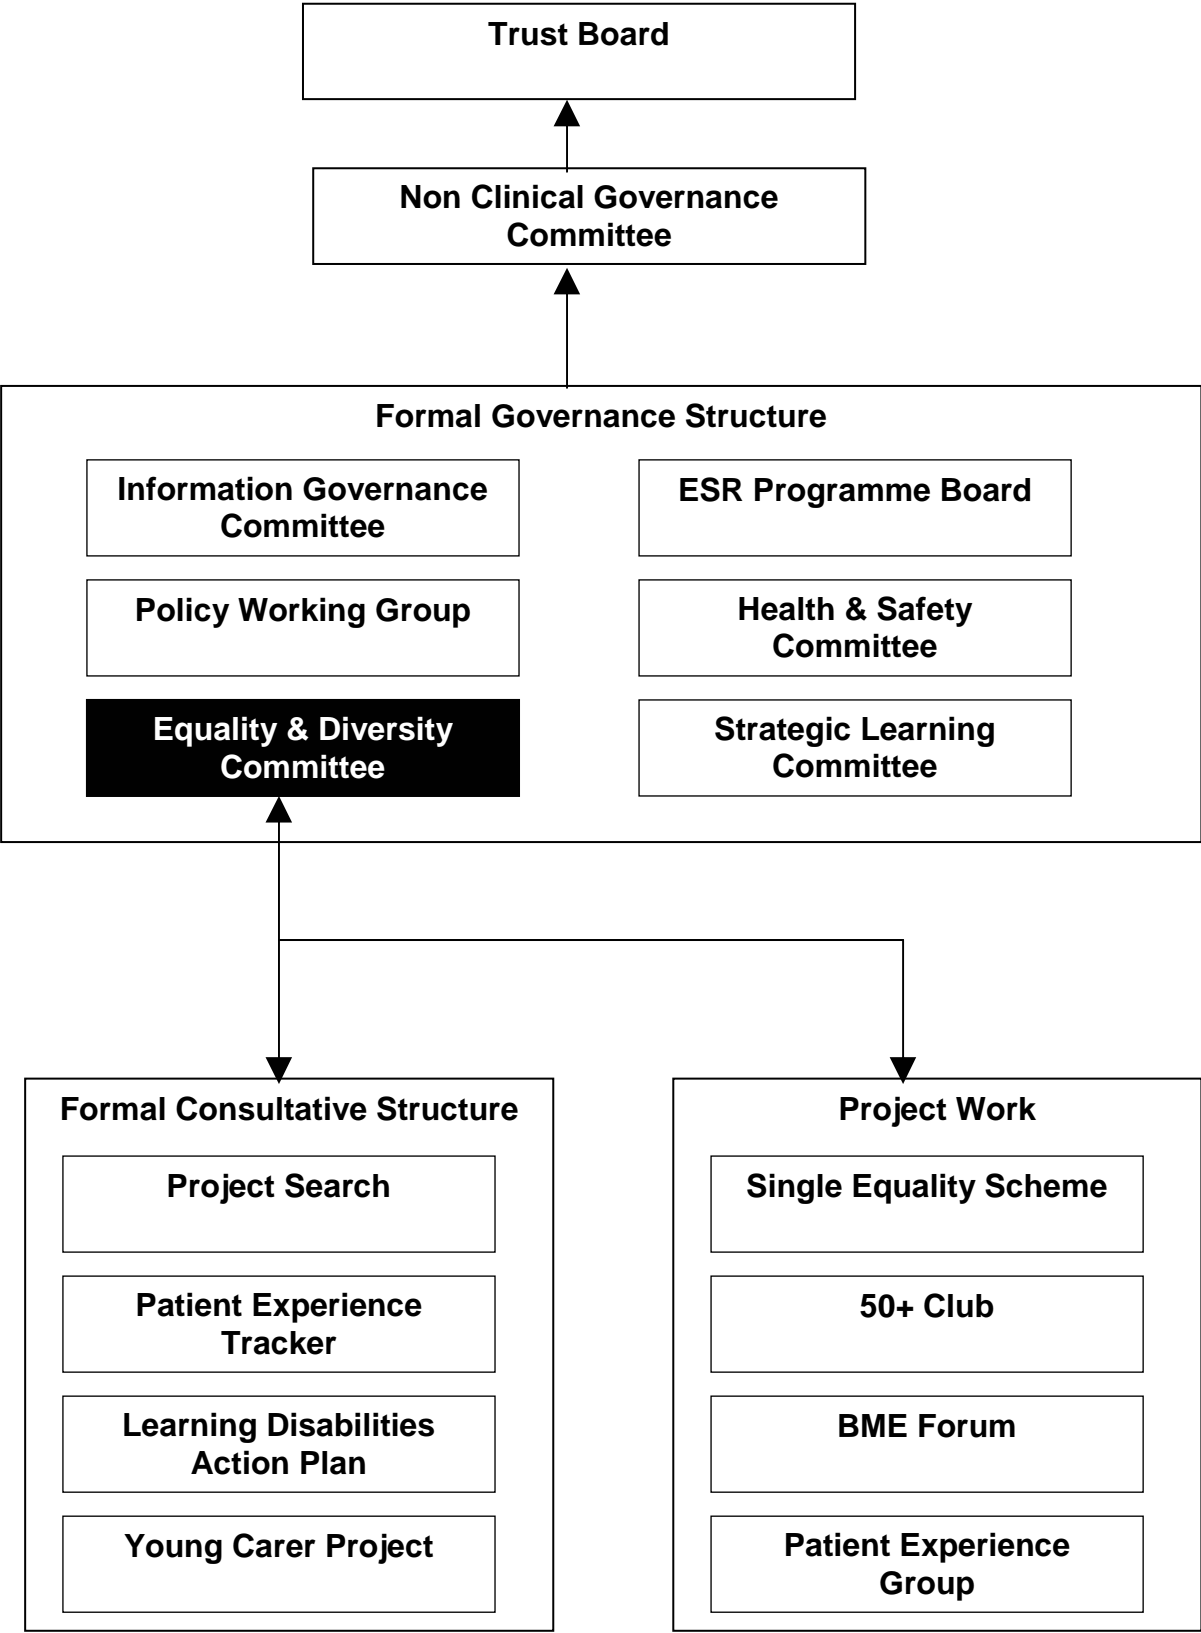 Trust Board
Non Clinical Governance
Committee
Formal Governance Structure
Information Governance
Committee
ESR Programme Board
Policy Working Group
Health & Safety
Committee
Equality & Diversity
Committee
Strategic Learning
Committee
Formal Consultative Structure
Project Search
Patient Experience
Tracker
Learning Disabilities
Action Plan
Young Carer Project
Project Work
Single Equality Scheme
50+ Club
BME Forum
Patient Experience
Group